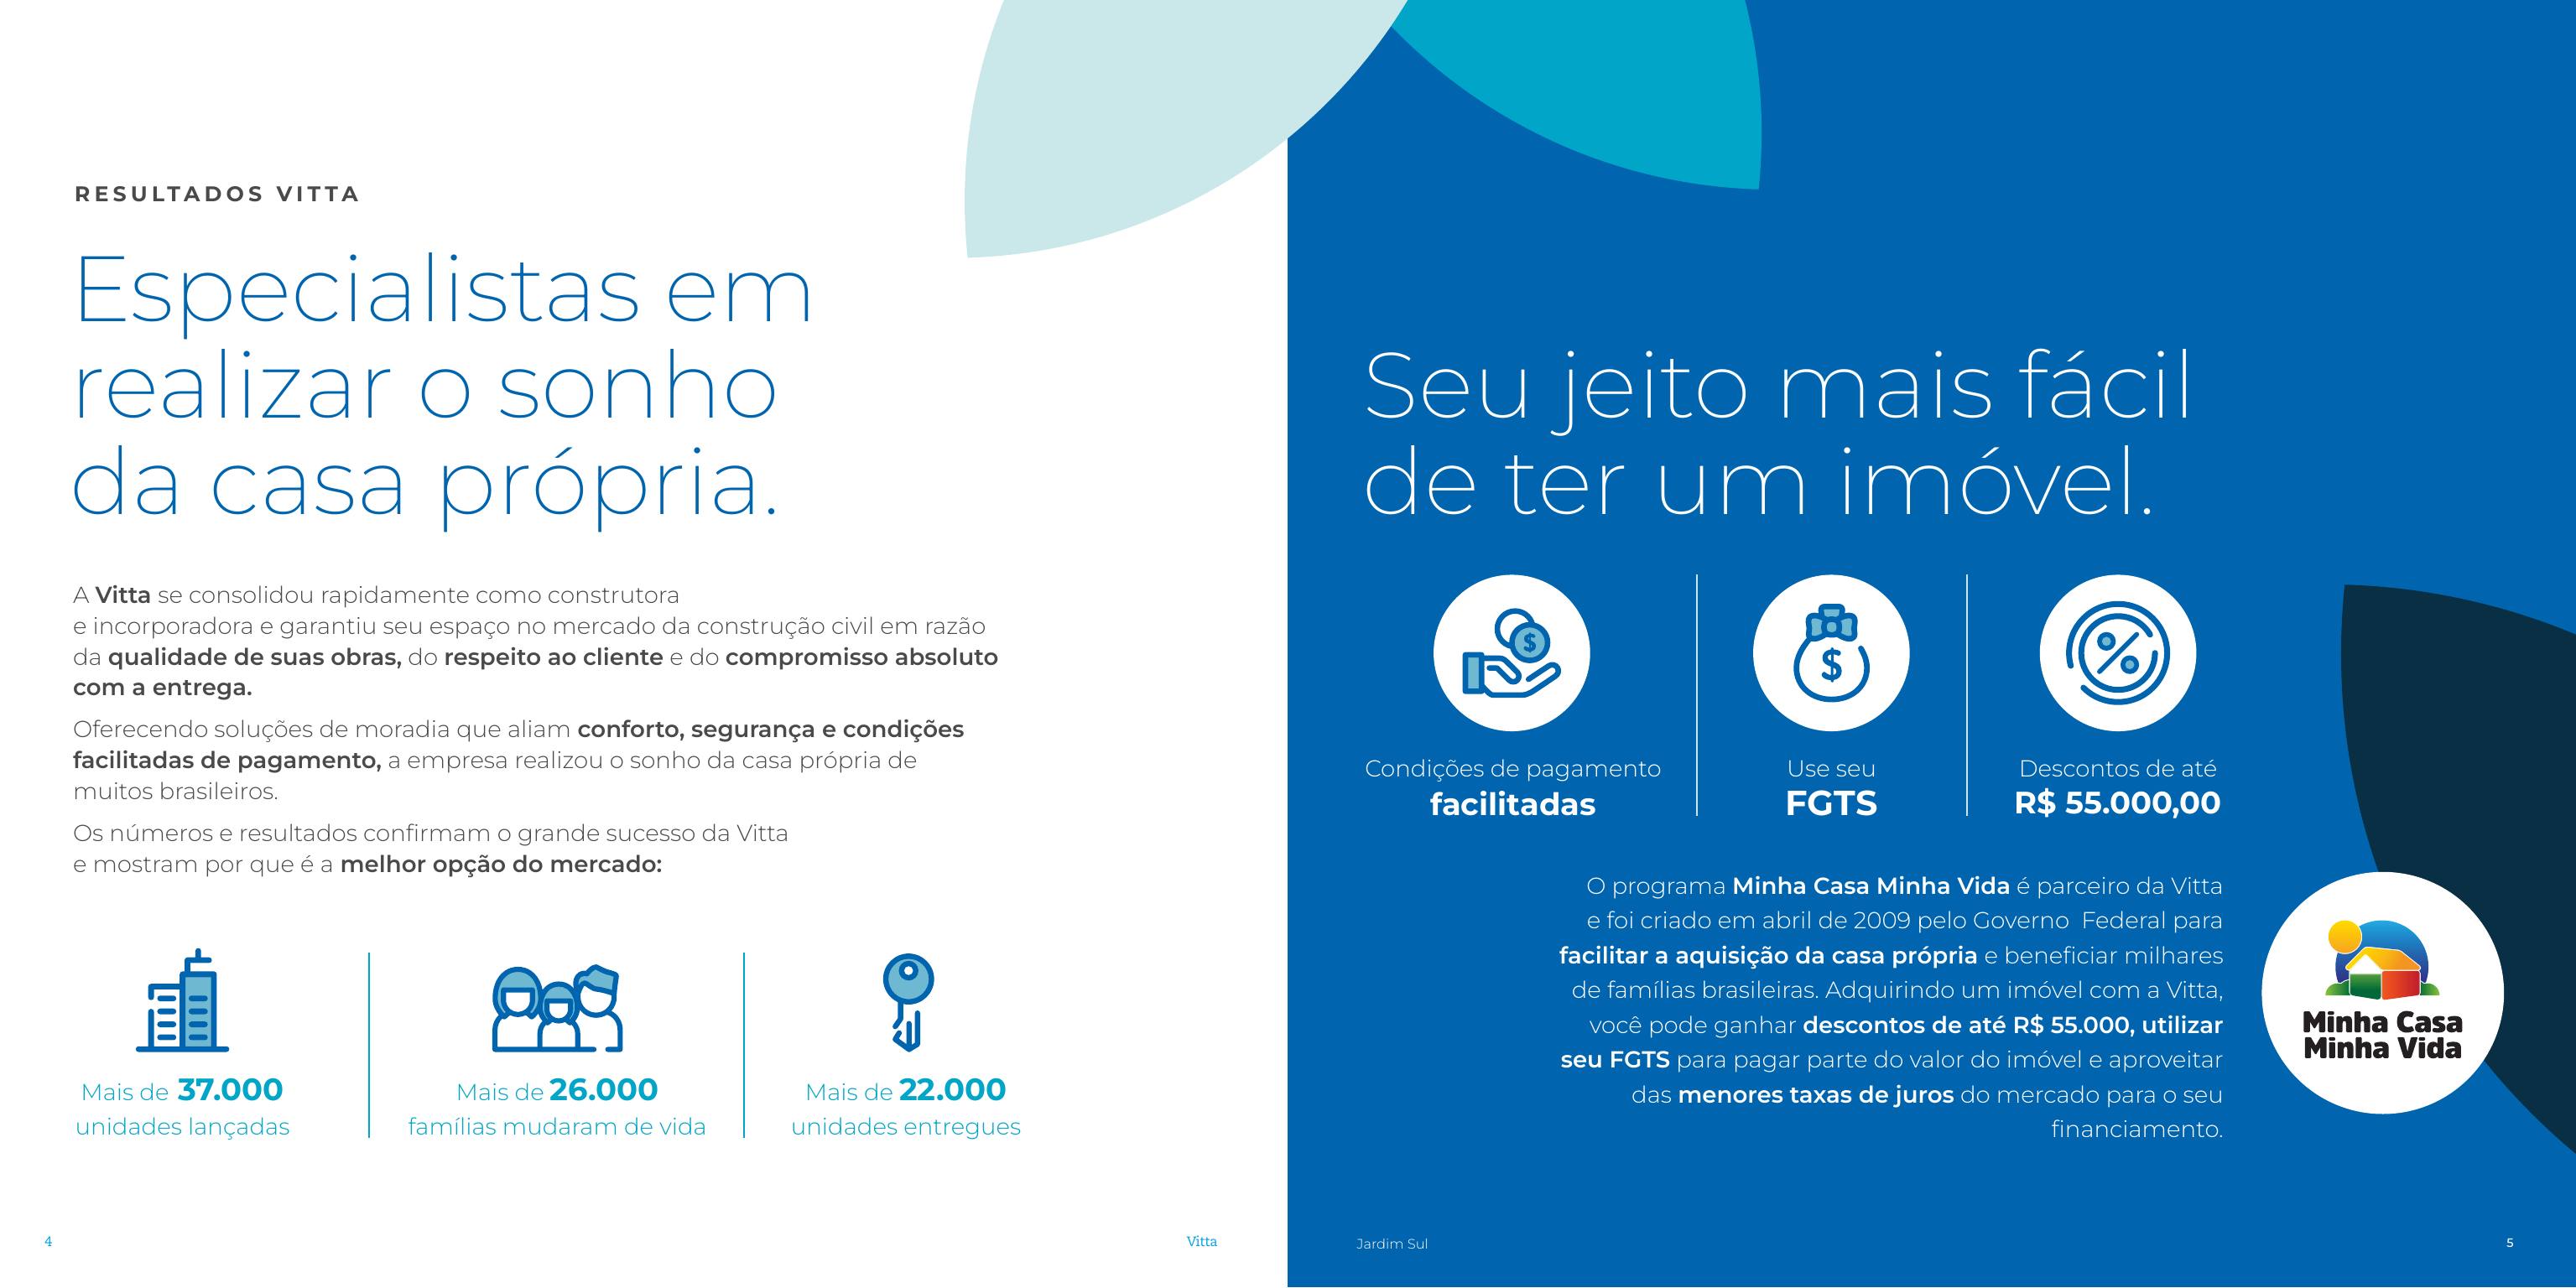 RESULTADOS VITTA
Especialistas em
realizar o sonho
da casa própria.
A Vitta se consolidou rapidamente como construtora
e incorporadora e garantiu seu espaço no mercado da construção civil em razão
da qualidade de suas obras, do respeito ao cliente e do compromisso absoluto
com a entrega.
Oferecendo soluções de moradia que aliam conforto, segurança e condições
facilitadas de pagamento, a empresa realizou o sonho da casa própria de
muitos brasileiros.
Os números e resultados confirmam o grande sucesso da Vitta
e mostram por que é a melhor opção do mercado:
Mais de 37.000
unidades lançadas
Mais de 26.000
famílias mudaram de vida
Mais de 22.000
unidades entregues
4
Vitta
Seu jeito mais fácil
de ter um imóvel.
$
$
%
Condições de pagamento
facilitadas
Use seu
FGTS
Descontos de até
R$ 55.000,00
O programa Minha Casa Minha Vida é parceiro da Vitta
e foi criado em abril de 2009 pelo Governo Federal para
facilitar a aquisição da casa própria e beneficiar milhares
de famílias brasileiras. Adquirindo um imóvel com a Vitta,
você pode ganhar descontos de até R$ 55.000, utilizar
seu FGTS para pagar parte do valor do imóvel e aproveitar
das menores taxas de juros do mercado para o seu
financiamento.
Minha Casa
Minha Vida
Jardim Sul
5